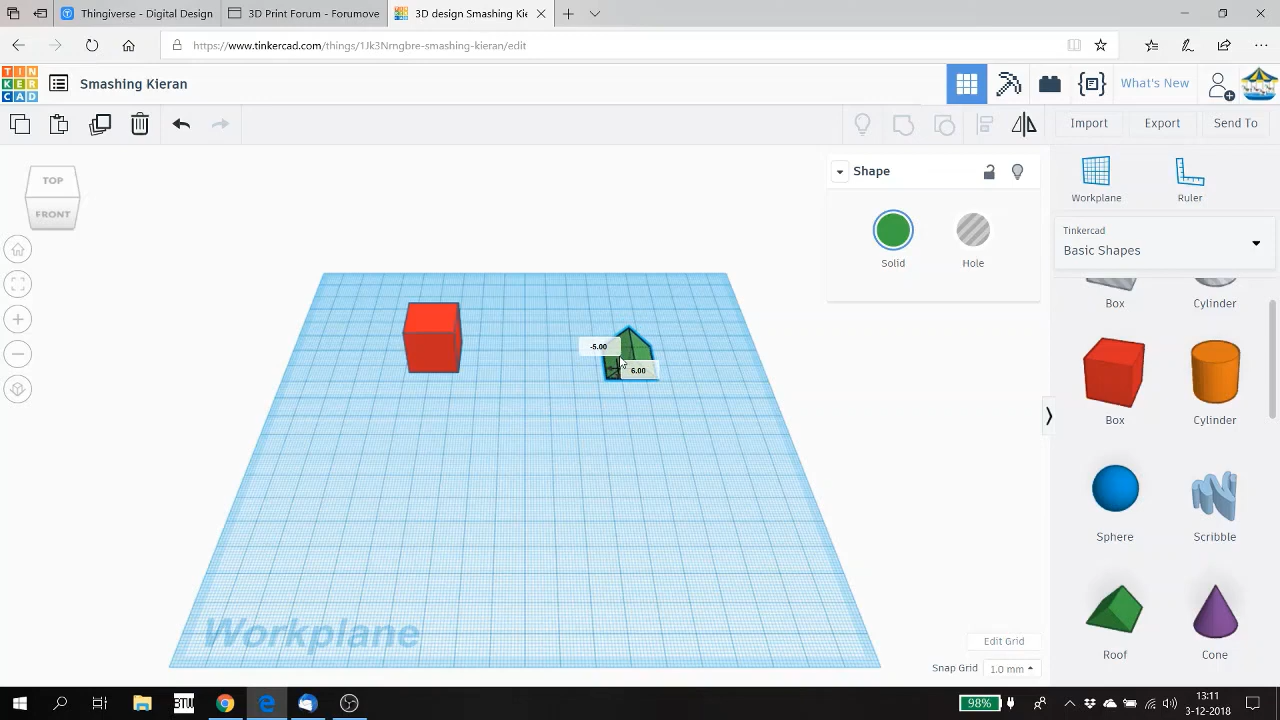 Thingiverse - Digital Design
3D Print Forum - Forumove
3D design Smashing Kie
https://www.tinkercad.com/things/1Jk3Nrngbre-smashing-kieran/edit
TIN
KER
CAD
Smashing Kieran
What's New
Import
Export
Send To
TOP
FRONT
Shape
Solid
Hole
Workplane
Ruler
Tinkercad
Basic Shapes
Box
Cylinder
Box
Cylinder
Sphere
Scribble
Roof
Cone
-5.00
6.00
Workplane
Edit Grid
Snap Grid
1.0 mm
BTW
98%
13:11
3-12-2018